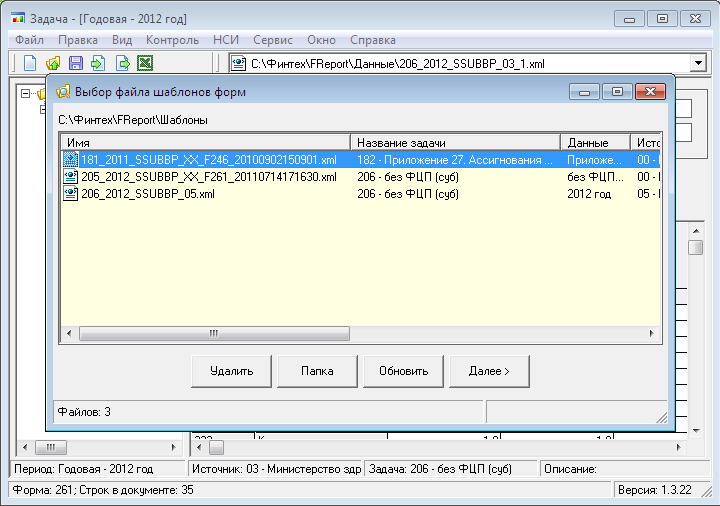 Задача - [Годовая - 2012 год]
Файл Правка Вид Контроль НСИ Сервис Окно Справка
C:\Финтех\FReport\Данные\206_2012_SSUBBP_03_1.xml
Выбор файла шаблонов форм
C:\Финтех\FReport\Шаблоны
Имя Название задачи Данные Исто
181_2011_SSUBBP_XX_F246_20100902150901.xml 182 - Приложение 27. Ассигнования ... Приложе... 00 -
205_2012_SSUBBP_XX_F261_20110714171630.xml 206 - без ФЦП (суб) без ФЦП... 00 -
206_2012_SSUBBP_05.xml 206 - без ФЦП (суб) 2012 год 05 -
Удалить Папка Обновить Далее >
Файлов: 3
Период: Годовая - 2012 год Источник: 03 - Министерство здр Задача: 206 - без ФЦП (суб) Описание:
Форма: 261; Строк в документе: 35 Версия: 1.3.22